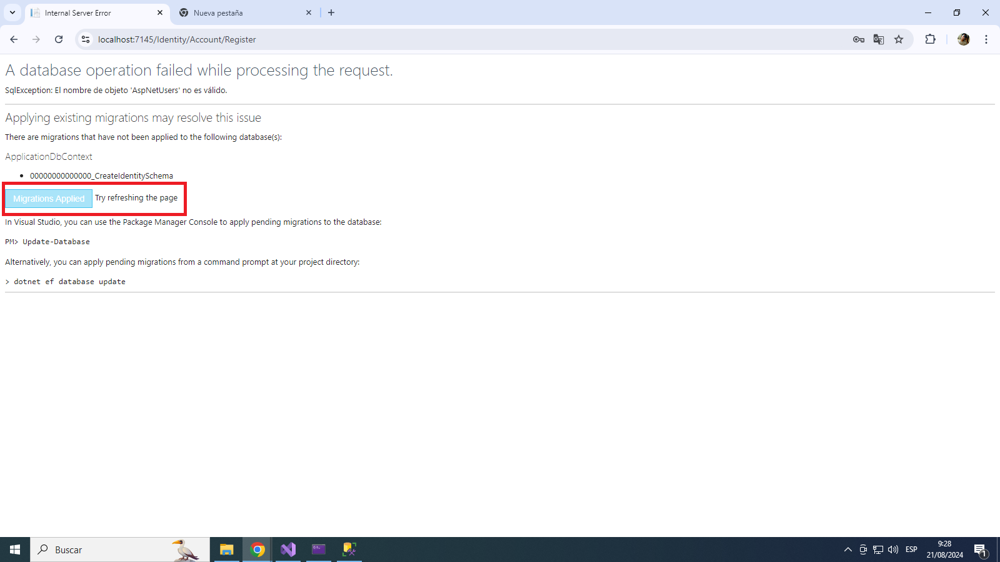 Internal Server Error
Nueva pestaña
localhost:7145/Identity/Account/Register
A database operation failed while processing the request.
SqlException: El nombre de objeto 'AspNetUsers' no es válido.
Applying existing migrations may resolve this issue
There are migrations that have not been applied to the following database(s):
ApplicationDbContext
00000000000000_CreateIdentitySchema
Migrations Applied Try refreshing the page
In Visual Studio, you can use the Package Manager Console to apply pending migrations to the database:
PM> Update-Database
Alternatively, you can apply pending migrations from a command prompt at your project directory:
> dotnet ef database update
Buscar
ESP
9:28
21/08/2024
1